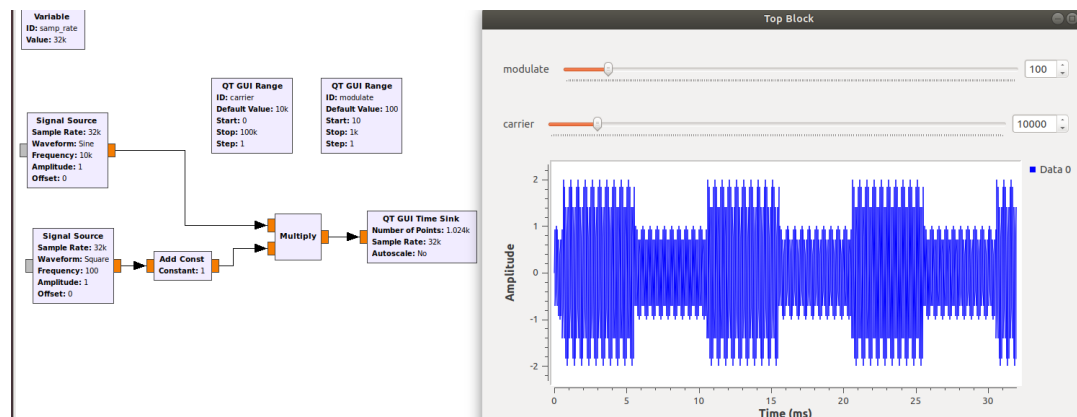 Variable
ID: samp_rate
Value: 32k
QT GUI Range
ID: carrier
Default Value: 10k
Start: 0
Stop: 100k
Step: 1
QT GUI Range
ID: modulate
Default Value: 100
Start: 10
Stop: 1k
Step: 1
Signal Source
Sample Rate: 32k
Waveform: Sine
Frequency: 10k
Amplitude: 1
Offset: 0
Signal Source
Sample Rate: 32k
Waveform: Square
Frequency: 100
Amplitude: 1
Offset: 0
Add Const
Constant: 1
Multiply
QT GUI Time Sink
Number of Points: 1.024k
Sample Rate: 32k
Autoscale: No
Top Block
modulate
100
carrier
10000
Data 0
Amplitude
2
1
0
-1
-2
0
5
10
15
20
25
30
Time (ms)